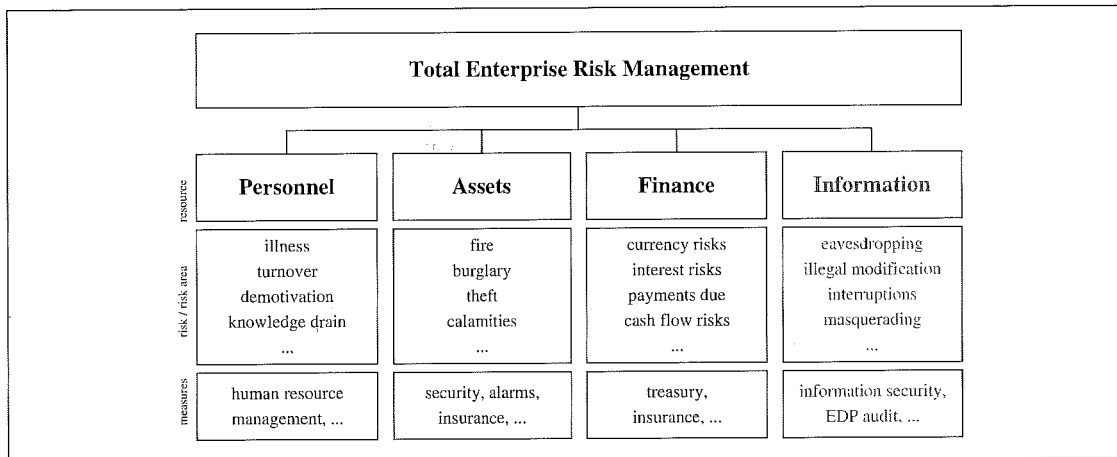 Total Enterprise Risk Management
resource
Personnel
Assets
Finance
Information
risk / risk area
illness
turnover
demotivation
knowledge drain
...
fire
burglary
theft
calamities
...
currency risks
interest risks
payments due
cash flow risks
...
eavesdropping
illegal modification
interruptions
masquerading
...
measures
human resource
management, ...
security, alarms,
insurance, ...
treasury,
insurance, ...
information security,
EDP audit, ...